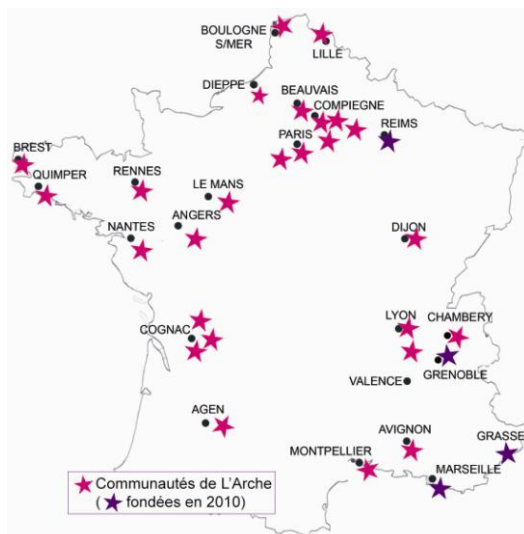 BOULOGNE
S/MER
LILLE
DIEPPE
BEAUVAIS
COMPIEGNE
REIMS
PARIS
BREST
QUIMPER
RENNES
LE MANS
ANGERS
NANTES
DIJON
COGNAC
LYON
CHAMBERY
GRENOBLE
VALENCE
AGEN
AVIGNON
GRASSE
MONTPELLIER
MARSEILLE
Communautés de L'Arche
( fondées en 2010)